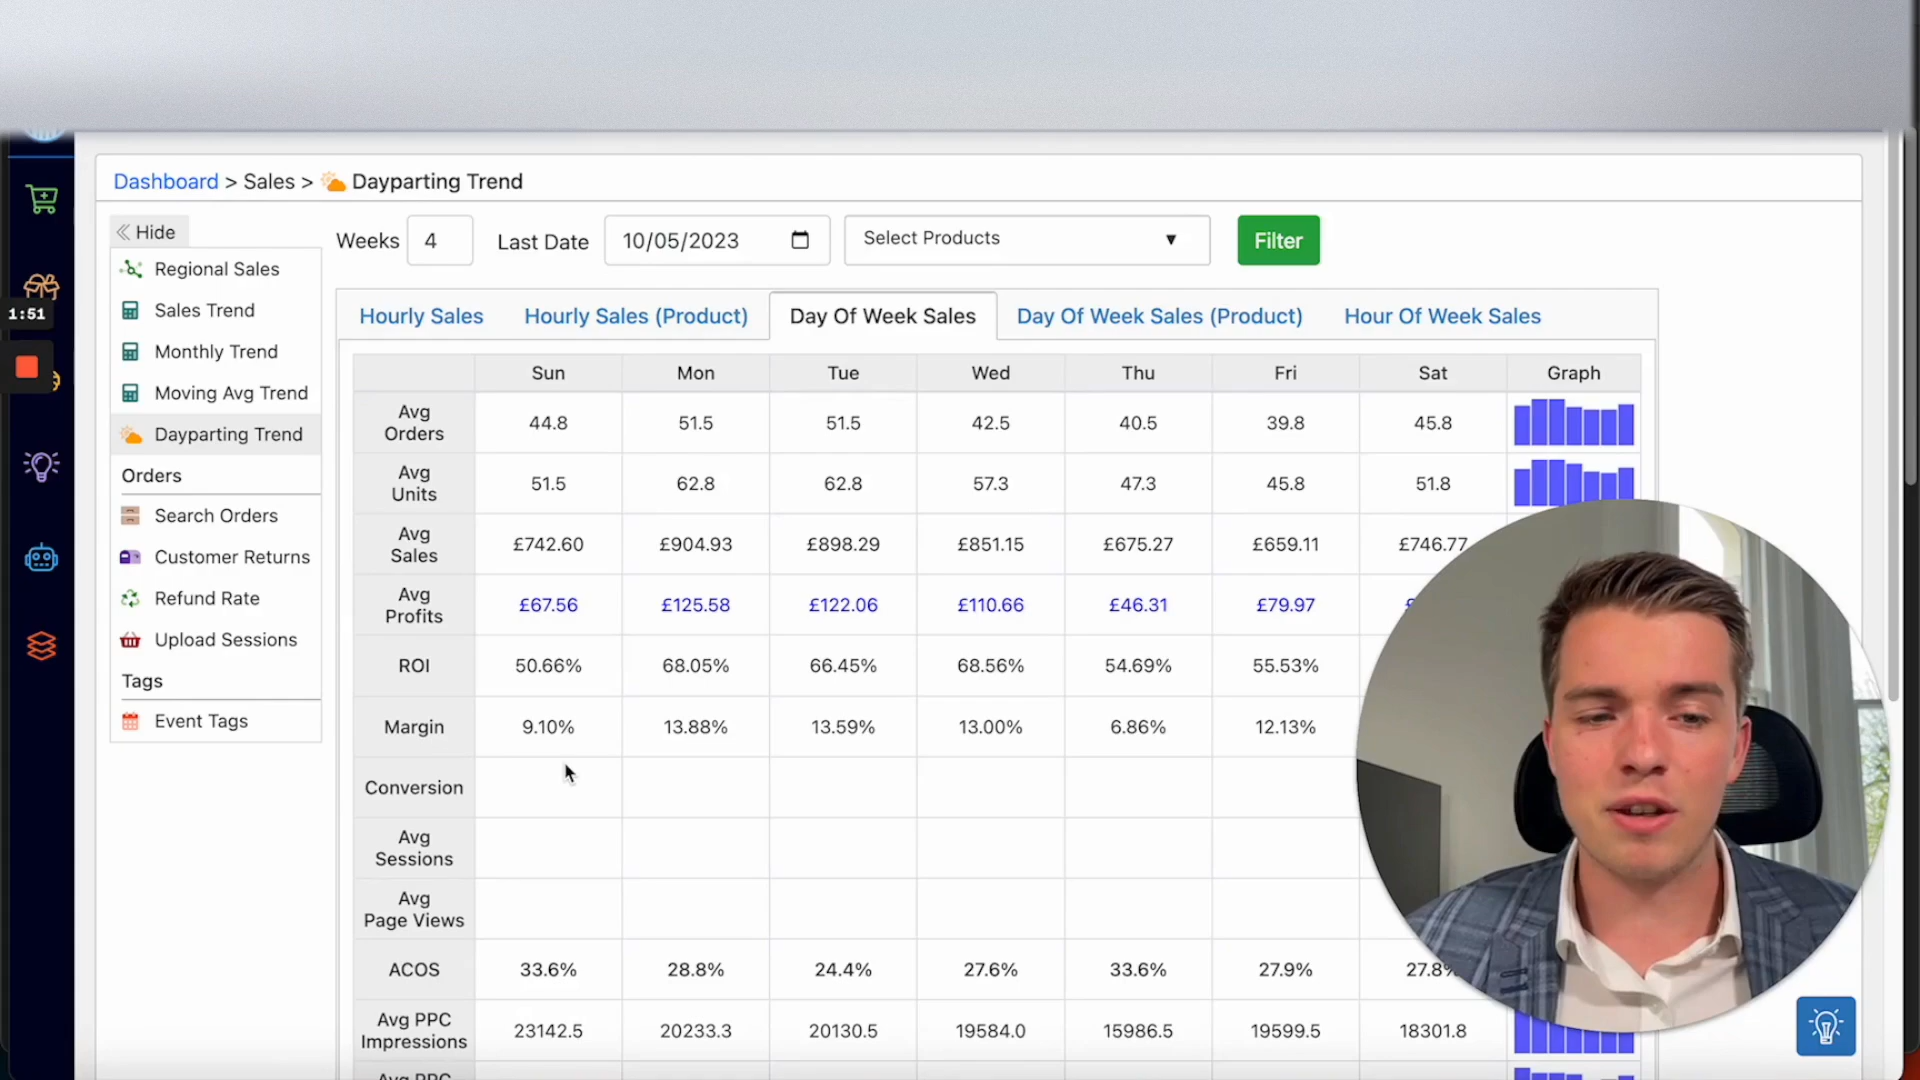 Dashboard > Sales > Dayparting Trend
Hide
Weeks 4 Last Date 10/05/2023 Select Products Filter
Regional Sales
Sales Trend
Monthly Trend
Moving Avg Trend
Dayparting Trend
Orders
Search Orders
Customer Returns
Refund Rate
Upload Sessions
Tags
Event Tags
1:51
Hourly Sales Hourly Sales (Product) Day Of Week Sales Day Of Week Sales (Product) Hour Of Week Sales
Sun Mon Tue Wed Thu Fri Sat Graph
Avg Orders 44.8 51.5 51.5 42.5 40.5 39.8 45.8
Avg Units 51.5 62.8 62.8 57.3 47.3 45.8 51.8
Avg Sales £742.60 £904.93 £898.29 £851.15 £675.27 £659.11 £746.77
Avg Profits £67.56 £125.58 £122.06 £110.66 £46.31 £79.97
ROI 50.66% 68.05% 66.45% 68.56% 54.69% 55.53%
Margin 9.10% 13.88% 13.59% 13.00% 6.86% 12.13%
Conversion
Avg Sessions
Avg Page Views
ACOS 33.6% 28.8% 24.4% 27.6% 33.6% 27.9% 27.8%
Avg PPC Impressions 23142.5 20233.3 20130.5 19584.0 15986.5 19599.5 18301.8
Avg PPC